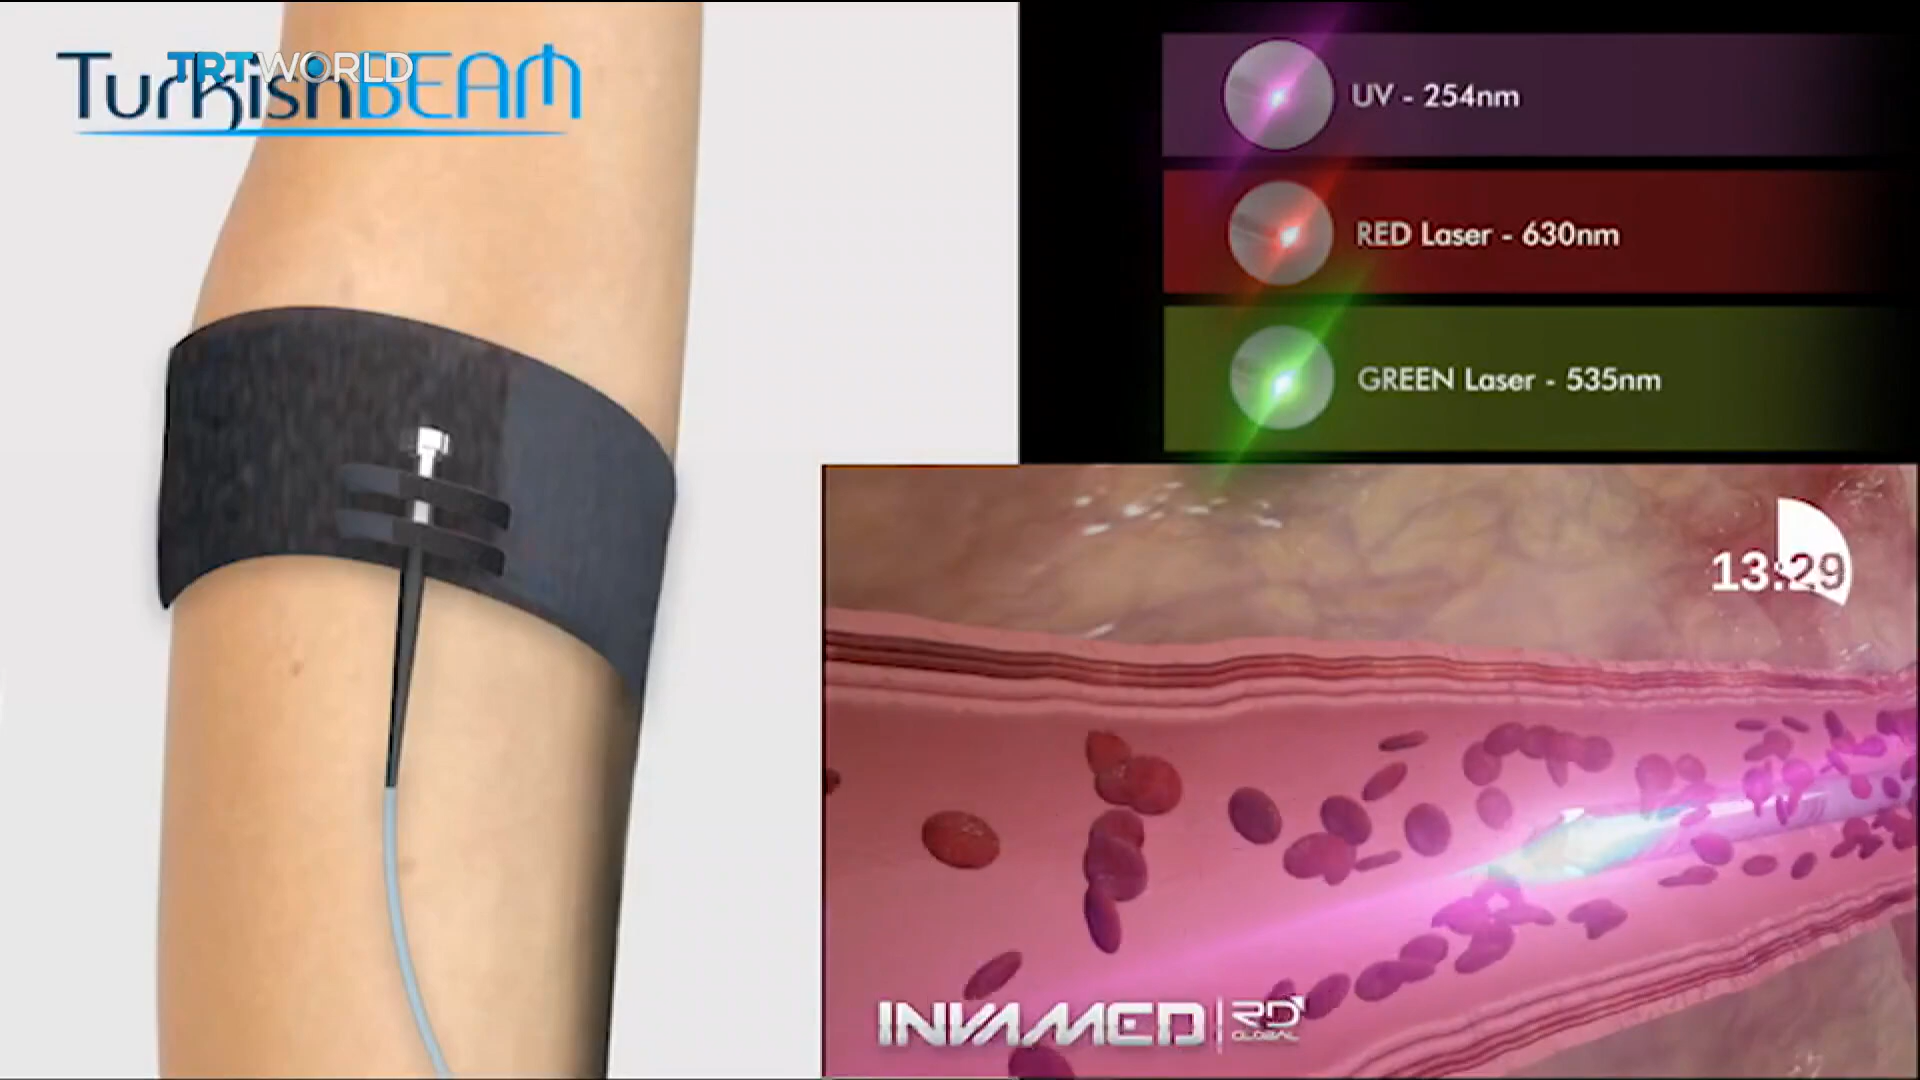 TurkishBEAM
TRT WORLD
UV - 254nm
RED Laser - 630nm
GREEN Laser - 535nm
13:29
INVAMED RD
GLOBAL